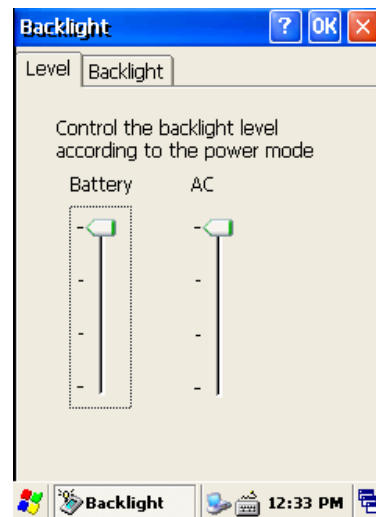 Backlight ? OK ×
Level Backlight
Control the backlight level
according to the power mode
Battery AC
Backlight 12:33 PM